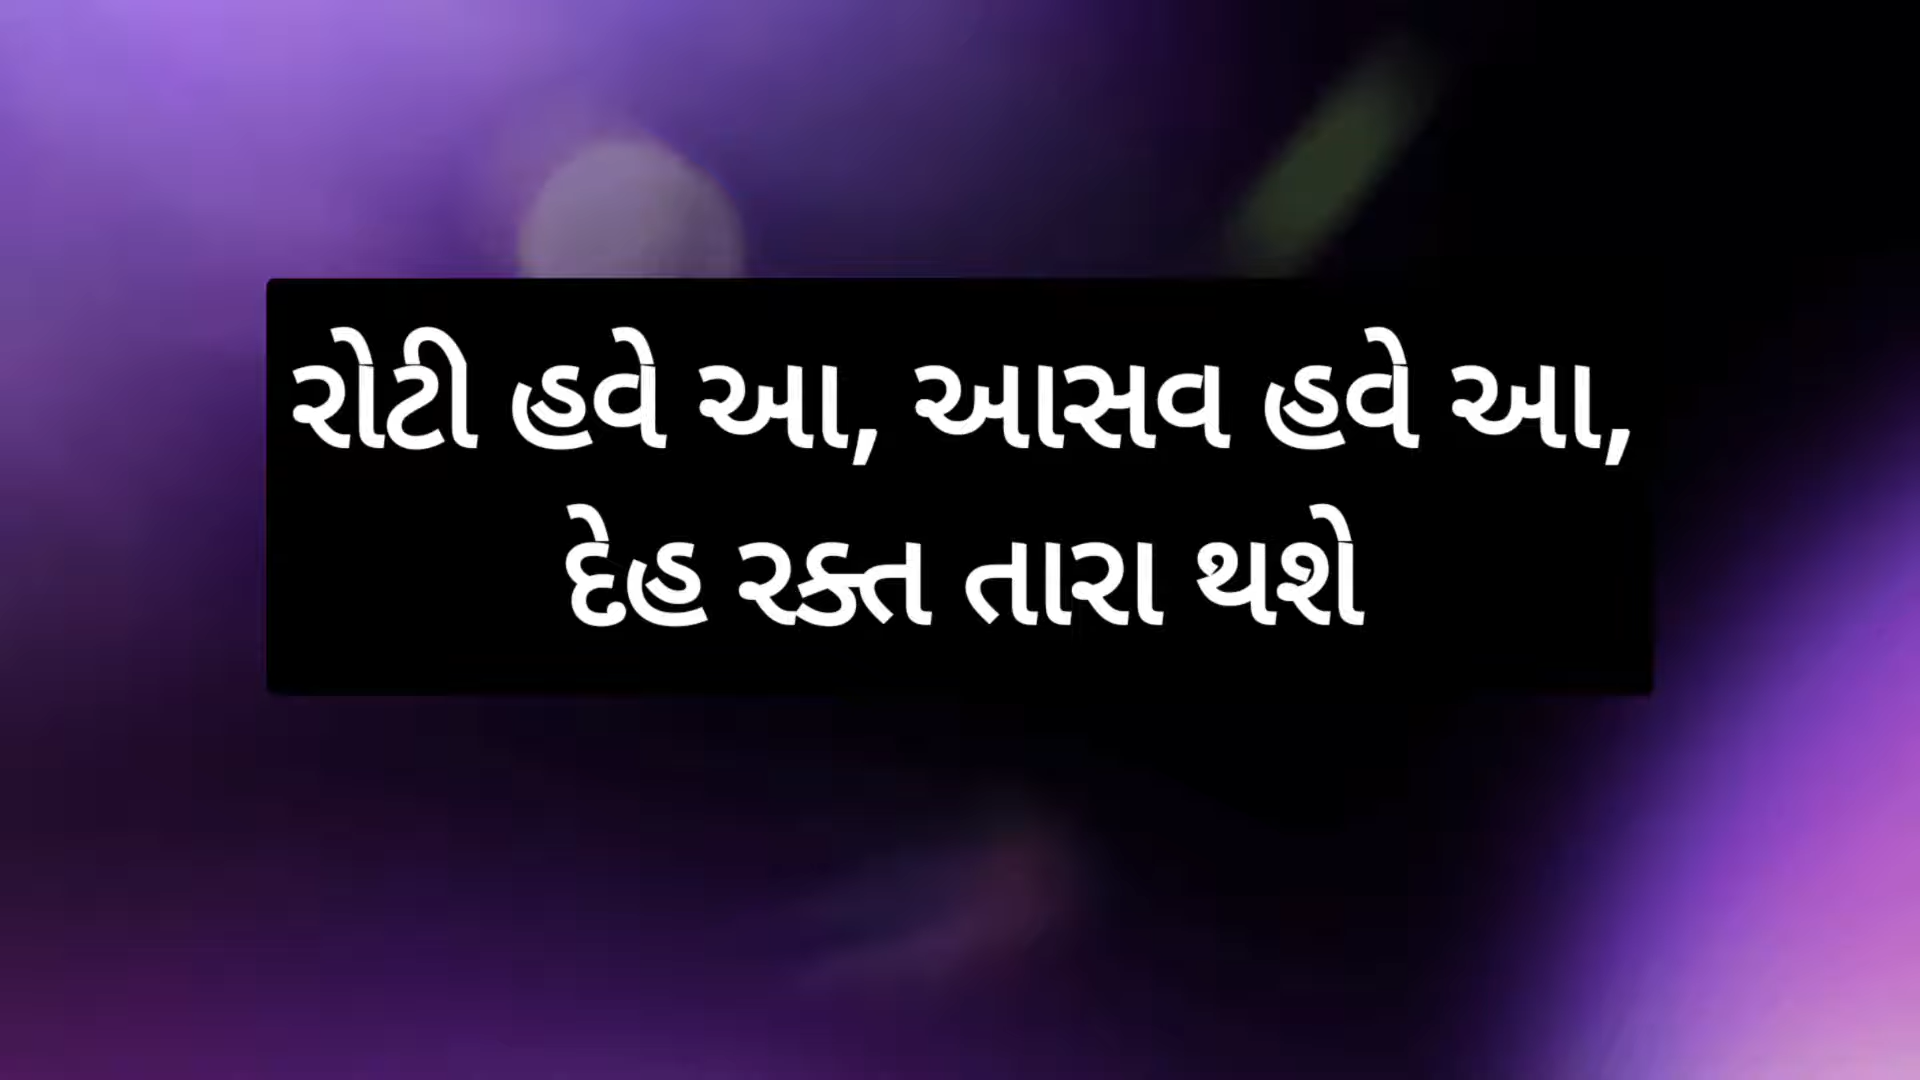 રોટી હવે આ, આસવ હવે આ,
દેહ રક્ત તારા થશે